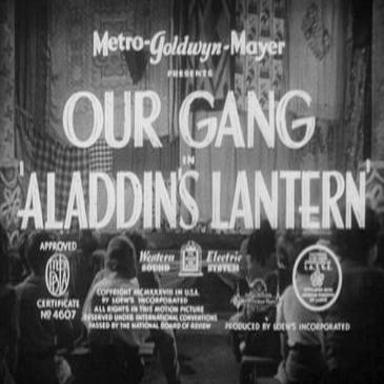 Metro-Goldwyn-Mayer
PRESENTS
OUR GANG
IN
'ALADDIN'S LANTERN'
APPROVED
CERTIFICATE
Nº 4607
Western Electric
SOUND SYSTEM
COPYRIGHT MCMXXXVIII IN U.S.A.
BY LOEW'S INCORPORATED
ALL RIGHTS IN THIS MOTION PICTURE
RESERVED UNDER INTERNATIONAL CONVENTIONS
PASSED BY THE NATIONAL BOARD OF REVIEW
I.A.T.S.E.
PRODUCED BY LOEW'S INCORPORATED